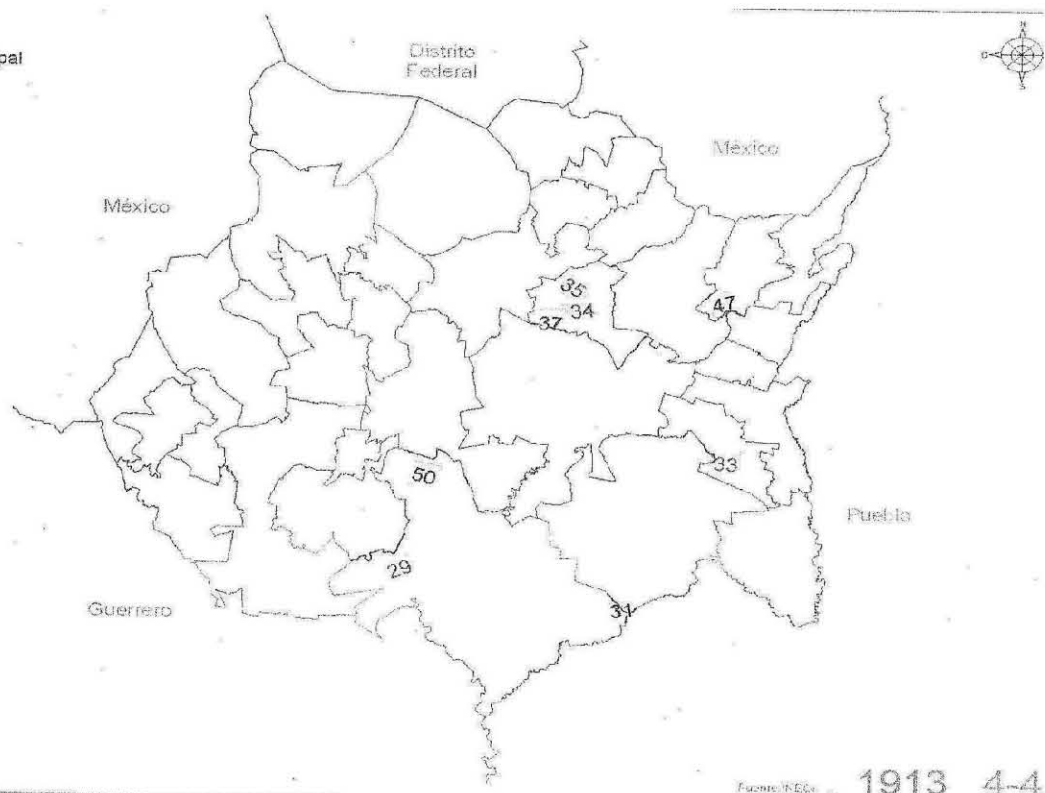 pal
Distrito
Federal
N
S
México
México
35
34
37
47
50
33
Puebla
29
Guerrero
31
1913 4-4